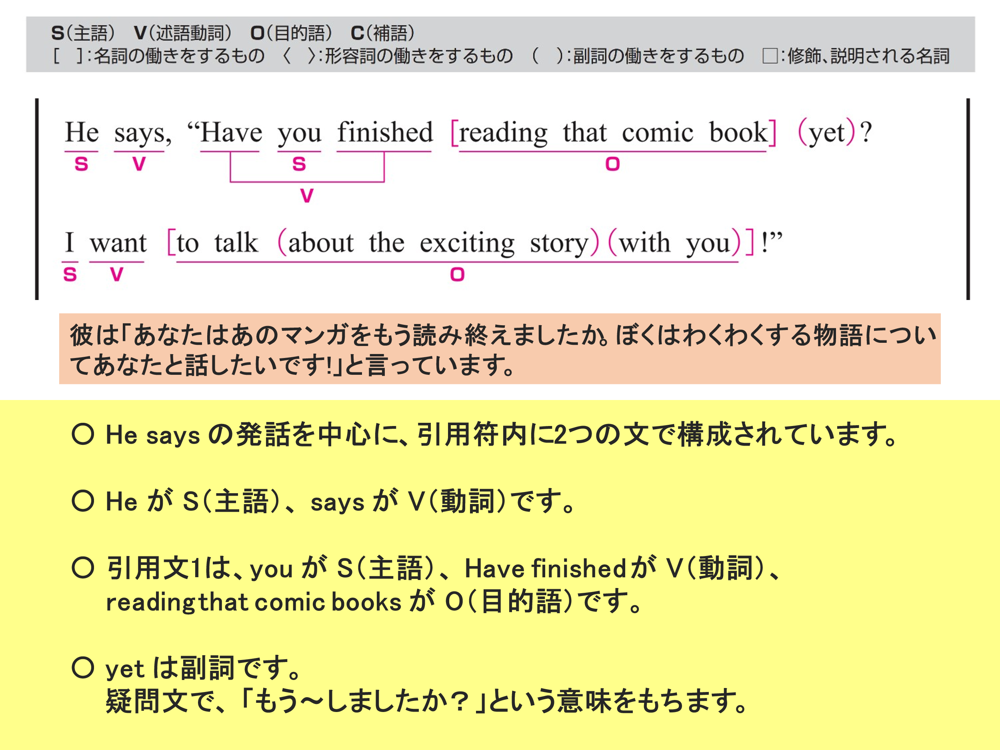 S（主語）　V（述語動詞）　O（目的語）　C（補語）
[　]：名詞の働きをするもの　〈　〉：形容詞の働きをするもの　（　）：副詞の働きをするもの　□：修飾、説明される名詞
He says, “Have you finished [reading that comic book] (yet)?
S V S O
V
I want [to talk (about the exciting story)(with you)]!”
S V O
彼は「あなたはあのマンガをもう読み終えましたか。ぼくはわくわくする物語につい
てあなたと話したいです!」と言っています。
○ He says の発話を中心に、引用符内に2つの文で構成されています。
○ He が S（主語）、says が V（動詞）です。
○ 引用文1は、you が S（主語）、Have finishedが V（動詞）、
reading that comic books が O（目的語）です。
○ yet は副詞です。
疑問文で、「もう～しましたか？」という意味をもちます。